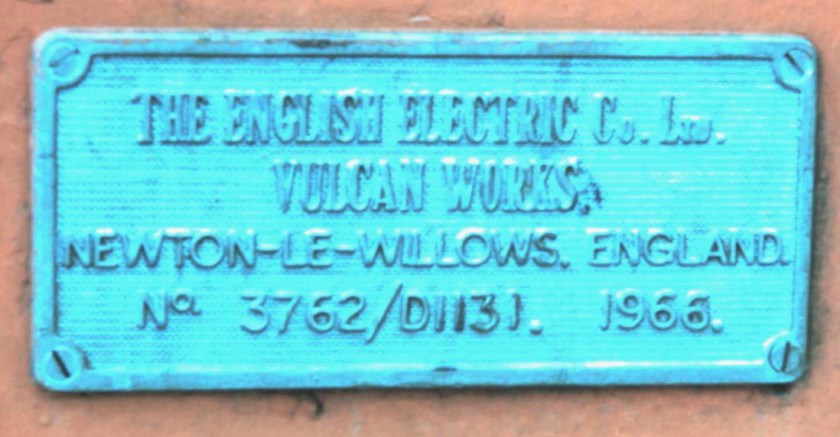 THE ENGLISH ELECTRIC Co. LTD.
VULCAN WORKS,
NEWTON-LE-WILLOWS. ENGLAND.
No 3762/D1131. 1966.